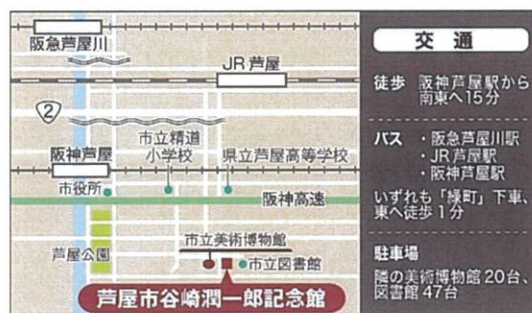 阪急芦屋川
JR芦屋
2
阪神芦屋
市立精道
小学校
県立芦屋高等学校
市役所
阪神高速
芦屋公園
市立美術博物館
市立図書館
芦屋市谷崎潤一郎記念館
交通
徒歩 阪神芦屋駅から
南東へ15分
バス ・阪急芦屋川駅
・JR芦屋駅
・阪神芦屋駅
いずれも「緑町」下車、
東へ徒歩1分
駐車場
隣の美術博物館20台、
図書館47台